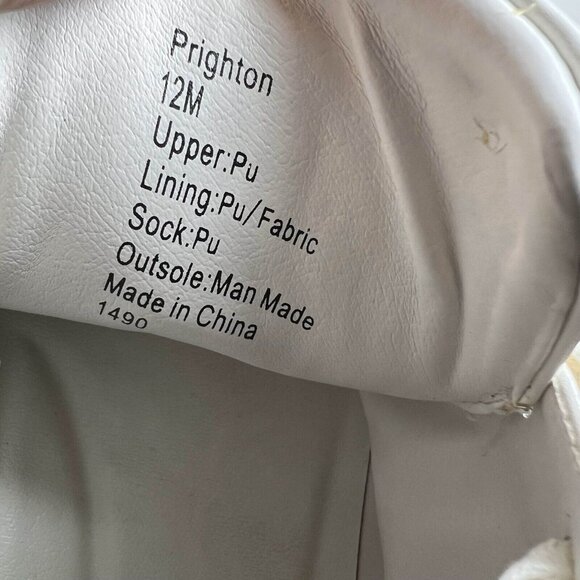 Prighton
12M
Upper:Pu
Lining:Pu/Fabric
Sock:Pu
Outsole:Man Made
Made in China
1490